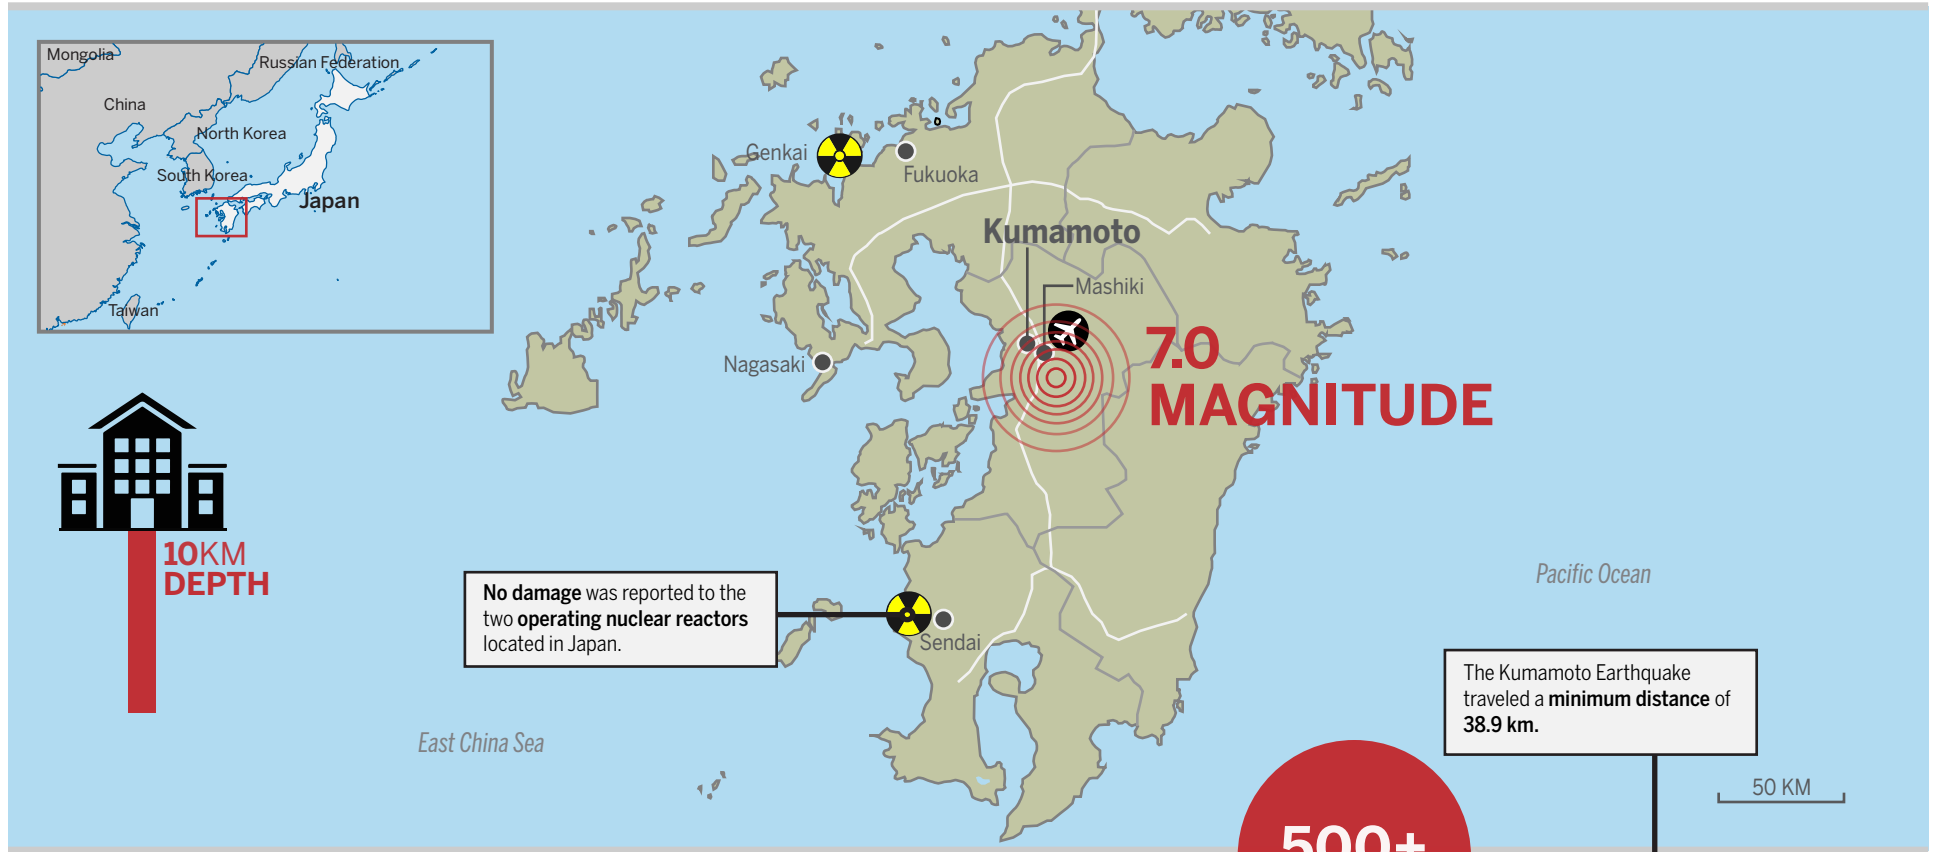 Mongolia
Russian Federation
China
North Korea
South Korea
Japan
Taiwan
Genkai
Fukuoka
Kumamoto
Mashiki
7.0
MAGNITUDE
Nagasaki
10KM
DEPTH
No damage was reported to the
two operating nuclear reactors
located in Japan.
Sendai
Pacific Ocean
East China Sea
The Kumamoto Earthquake
traveled a minimum distance of
38.9 km.
50 KM
500+